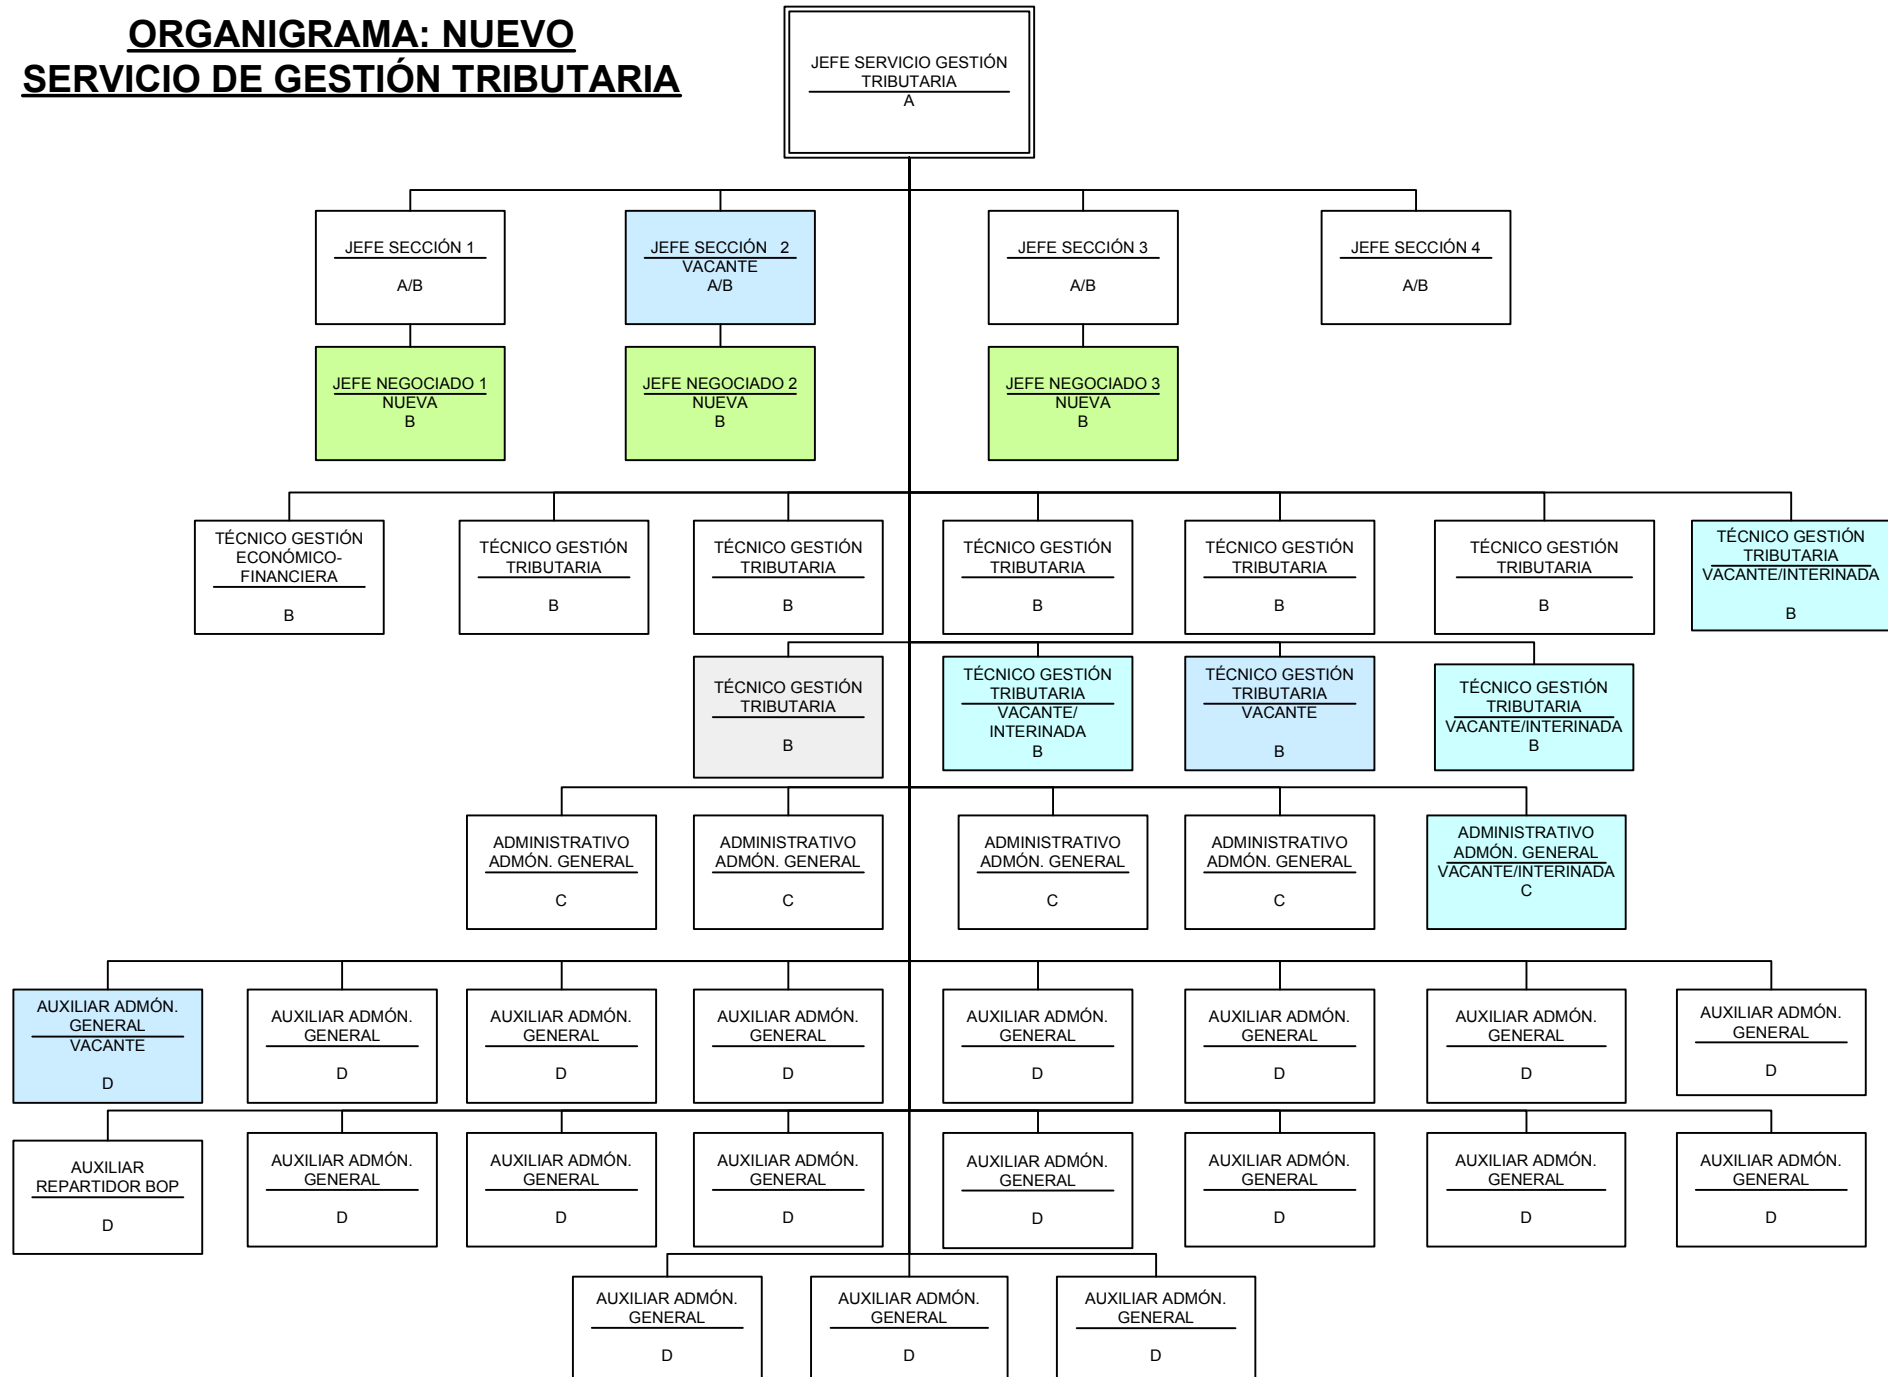 ORGANIGRAMA: NUEVO
SERVICIO DE GESTIÓN TRIBUTARIA
JEFE SERVICIO GESTIÓN
TRIBUTARIA
A
JEFE SECCIÓN 1
A/B
JEFE SECCIÓN 2
VACANTE
A/B
JEFE SECCIÓN 3
A/B
JEFE SECCIÓN 4
A/B
JEFE NEGOCIADO 1
NUEVA
B
JEFE NEGOCIADO 2
NUEVA
B
JEFE NEGOCIADO 3
NUEVA
B
TÉCNICO GESTIÓN
ECONÓMICO-
FINANCIERA
B
TÉCNICO GESTIÓN
TRIBUTARIA
B
TÉCNICO GESTIÓN
TRIBUTARIA
B
TÉCNICO GESTIÓN
TRIBUTARIA
B
TÉCNICO GESTIÓN
TRIBUTARIA
B
TÉCNICO GESTIÓN
TRIBUTARIA
B
TÉCNICO GESTIÓN
TRIBUTARIA
VACANTE/INTERINADA
B
TÉCNICO GESTIÓN
TRIBUTARIA
B
TÉCNICO GESTIÓN
TRIBUTARIA
VACANTE/
INTERINADA
B
TÉCNICO GESTIÓN
TRIBUTARIA
VACANTE
B
TÉCNICO GESTIÓN
TRIBUTARIA
VACANTE/INTERINADA
B
ADMINISTRATIVO
ADMÓN. GENERAL
C
ADMINISTRATIVO
ADMÓN. GENERAL
C
ADMINISTRATIVO
ADMÓN. GENERAL
C
ADMINISTRATIVO
ADMÓN. GENERAL
C
ADMINISTRATIVO
ADMÓN. GENERAL
VACANTE/INTERINADA
C
AUXILIAR ADMÓN.
GENERAL
VACANTE
D
AUXILIAR ADMÓN.
GENERAL
D
AUXILIAR ADMÓN.
GENERAL
D
AUXILIAR ADMÓN.
GENERAL
D
AUXILIAR ADMÓN.
GENERAL
D
AUXILIAR ADMÓN.
GENERAL
D
AUXILIAR ADMÓN.
GENERAL
D
AUXILIAR ADMÓN.
GENERAL
D
AUXILIAR
REPARTIDOR BOP
D
AUXILIAR ADMÓN.
GENERAL
D
AUXILIAR ADMÓN.
GENERAL
D
AUXILIAR ADMÓN.
GENERAL
D
AUXILIAR ADMÓN.
GENERAL
D
AUXILIAR ADMÓN.
GENERAL
D
AUXILIAR ADMÓN.
GENERAL
D
AUXILIAR ADMÓN.
GENERAL
D
AUXILIAR ADMÓN.
GENERAL
D
AUXILIAR ADMÓN.
GENERAL
D
AUXILIAR ADMÓN.
GENERAL
D